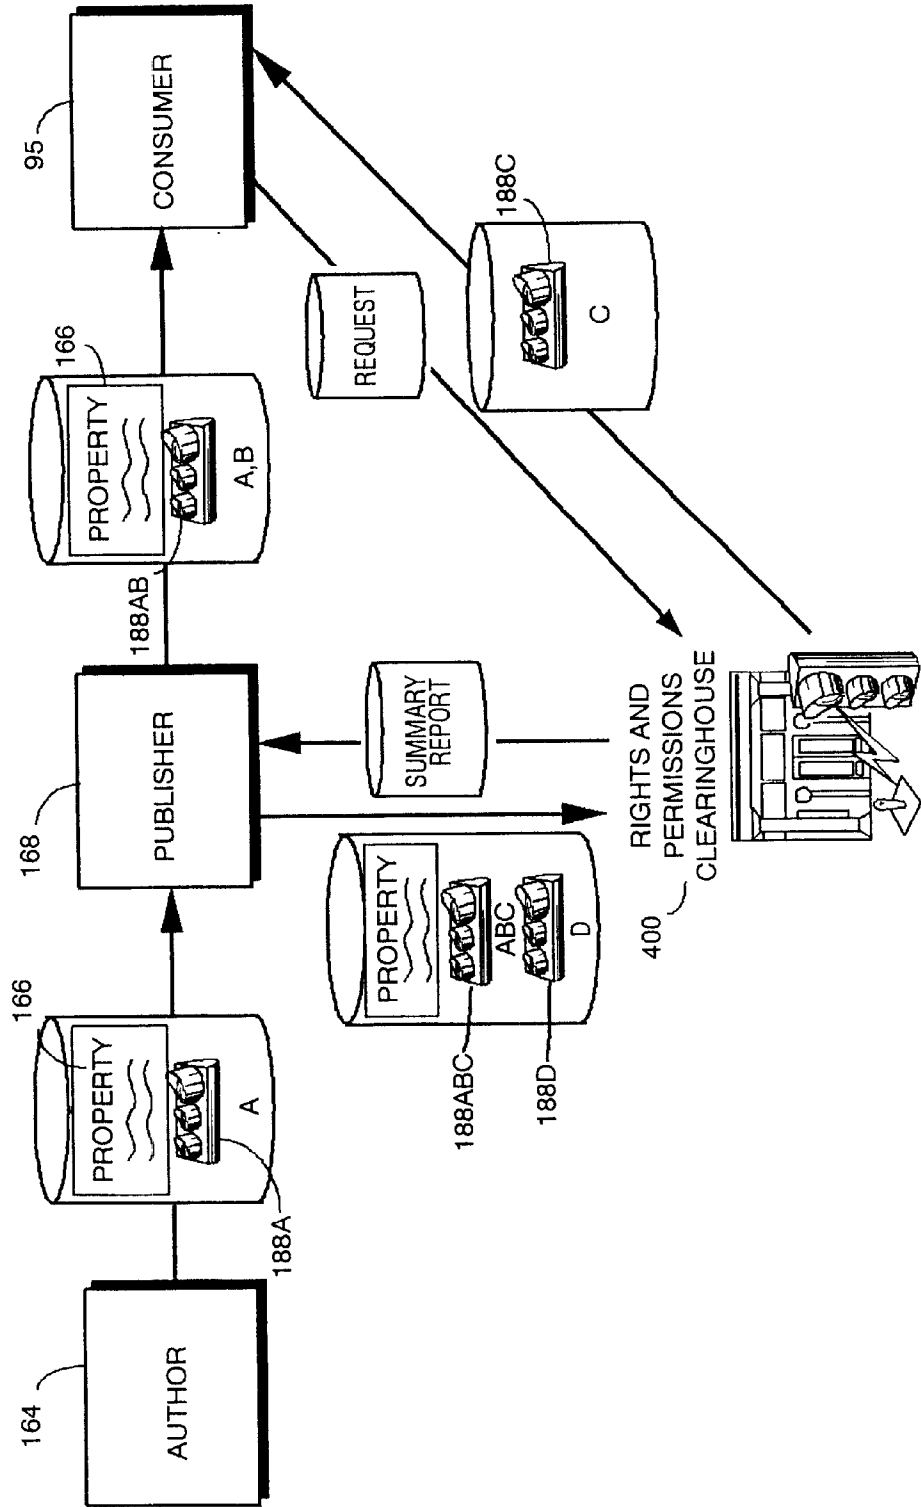 164
AUTHOR
166
PROPERTY
A
188A
168
PUBLISHER
188AB
166
PROPERTY
A,B
95
CONSUMER
PROPERTY
ABC
D
188ABC
188D
SUMMARY
REPORT
REQUEST
188C
C
RIGHTS AND
PERMISSIONS
CLEARINGHOUSE
400